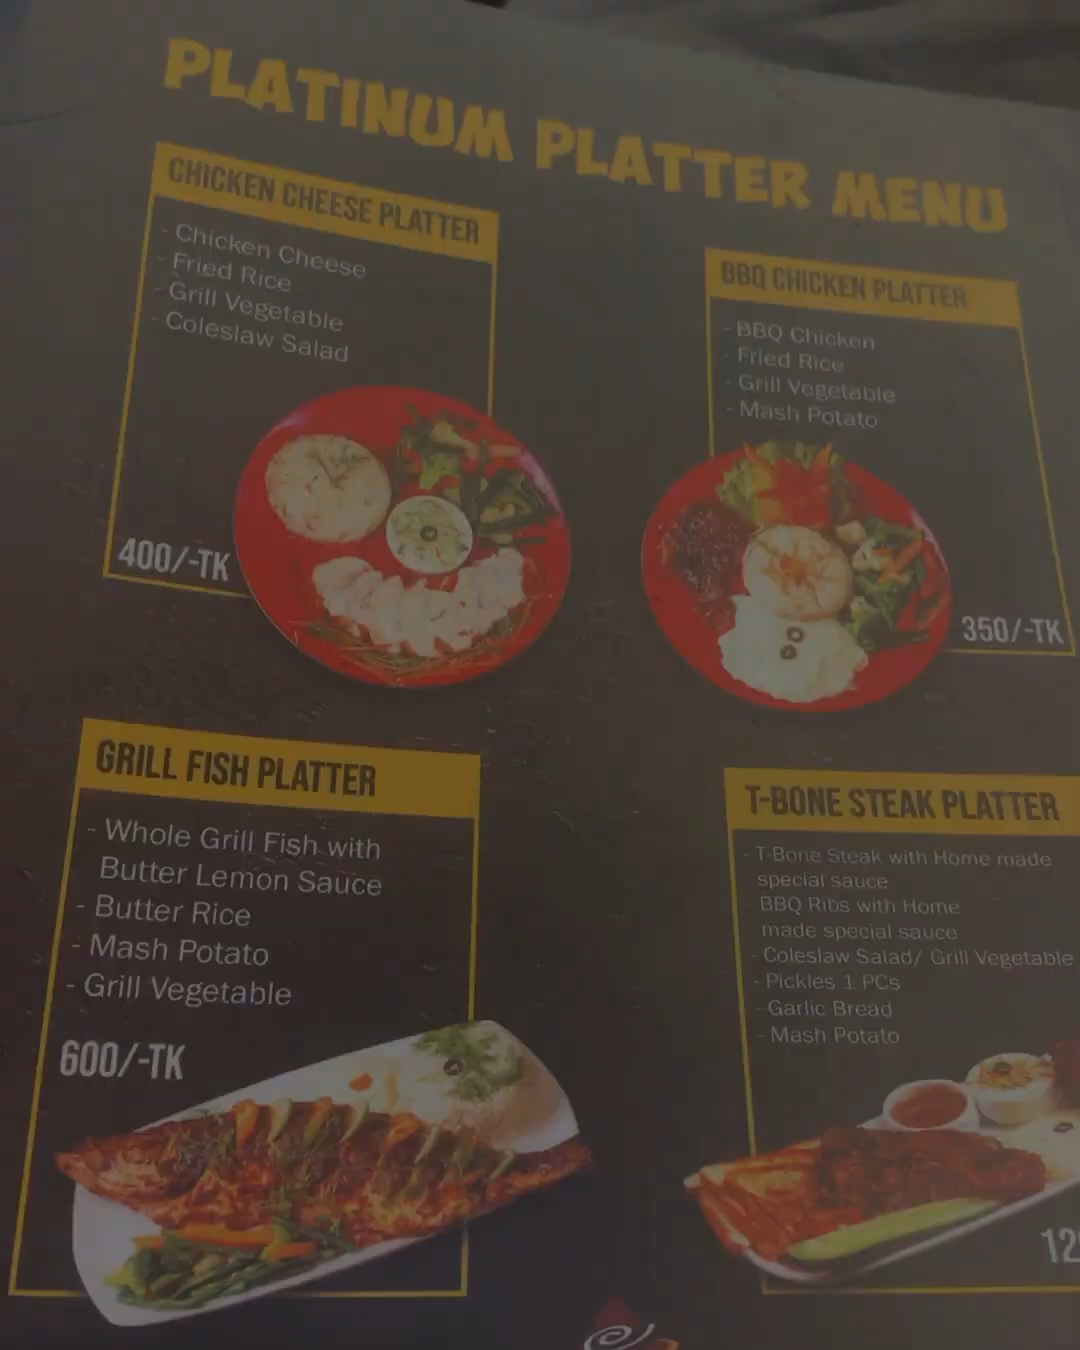 PLATINUM PLATTER MENU
CHICKEN CHEESE PLATTER
- Chicken Cheese
- Fried Rice
- Grill Vegetable
- Coleslaw Salad
400/-TK
BBQ CHICKEN PLATTER
- BBQ Chicken
- Fried Rice
- Grill Vegetable
- Mash Potato
350/-TK
GRILL FISH PLATTER
- Whole Grill Fish with
Butter Lemon Sauce
- Butter Rice
- Mash Potato
- Grill Vegetable
600/-TK
T-BONE STEAK PLATTER
- T-Bone Steak with Home made
special sauce
BBQ Ribs with Home
made special sauce
- Coleslaw Salad/ Grill Vegetable
- Pickles 1 PCs
- Garlic Bread
- Mash Potato